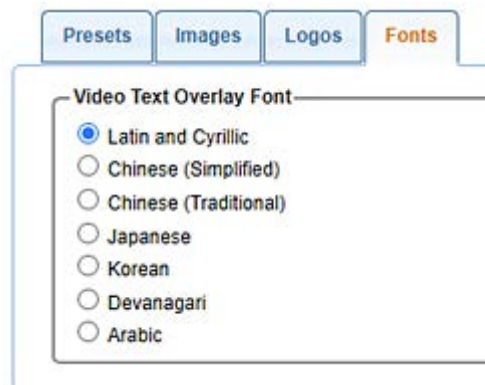 Presets Images Logos Fonts
Video Text Overlay Font
Latin and Cyrillic
Chinese (Simplified)
Chinese (Traditional)
Japanese
Korean
Devanagari
Arabic